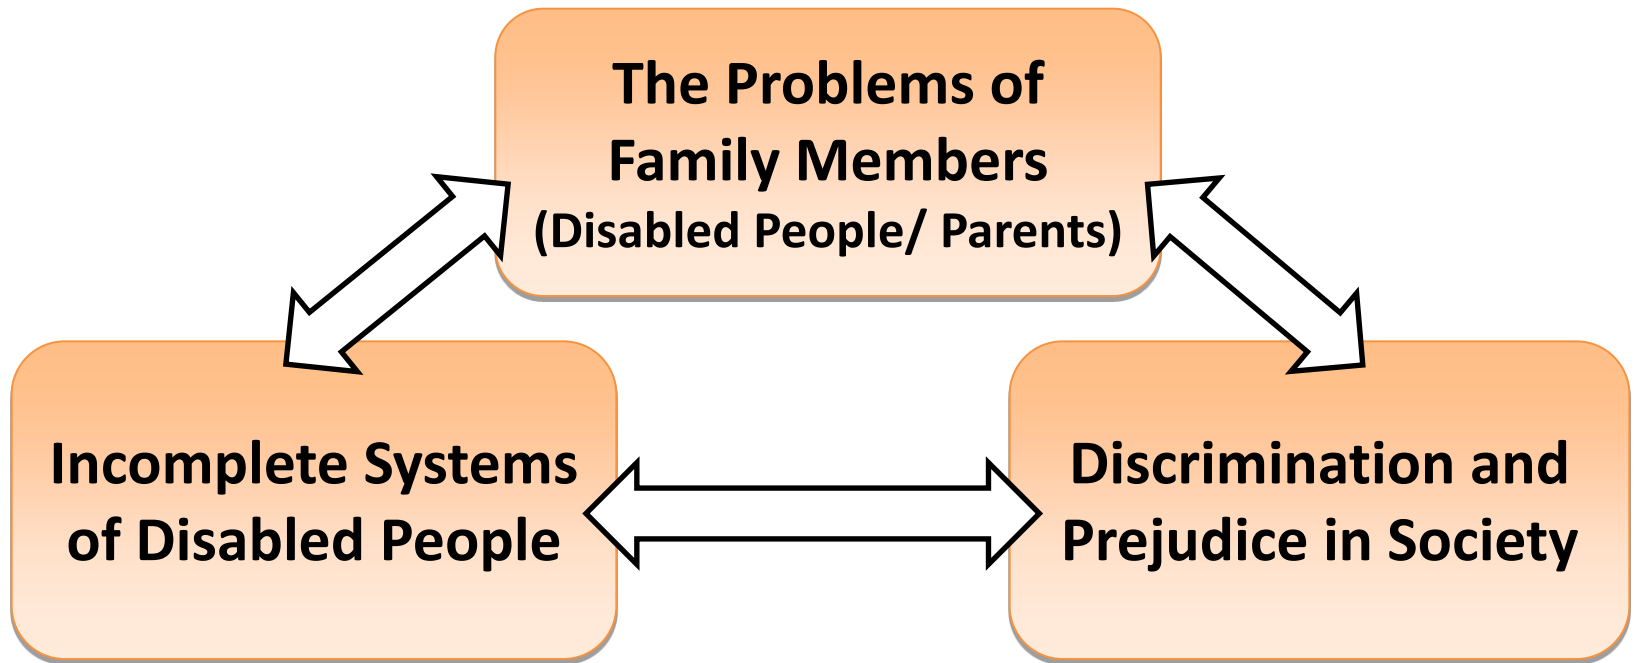 The Problems of
Family Members
(Disabled People/ Parents)
Incomplete Systems
of Disabled People
Discrimination and
Prejudice in Society